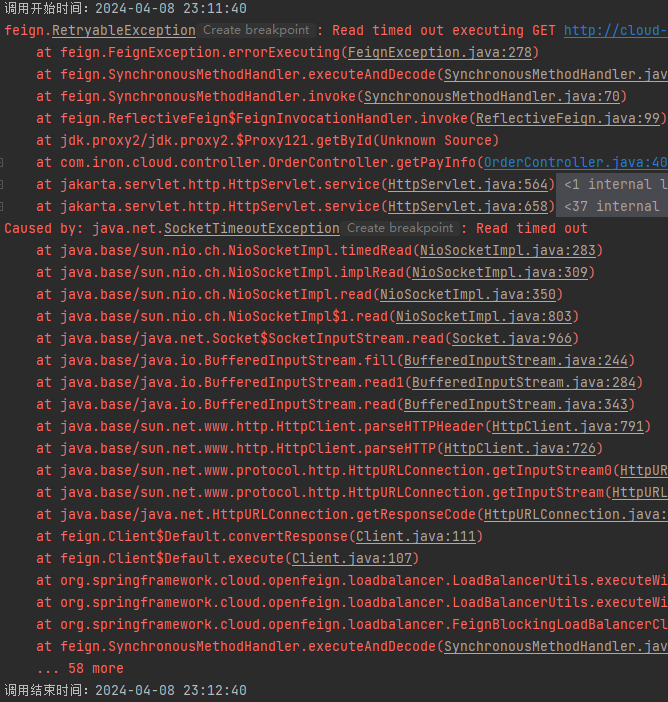 调用开始时间：2024-04-08 23:11:40
feign.RetryableException Create breakpoint : Read timed out executing GET http://cloud-
at feign.FeignException.errorExecuting(FeignException.java:278)
at feign.SynchronousMethodHandler.executeAndDecode(SynchronousMethodHandler.jav
at feign.SynchronousMethodHandler.invoke(SynchronousMethodHandler.java:70)
at feign.ReflectiveFeign$FeignInvocationHandler.invoke(ReflectiveFeign.java:99)
at jdk.proxy2/jdk.proxy2.$Proxy121.getById(Unknown Source)
at com.iron.cloud.controller.OrderController.getPayInfo(OrderController.java:40
at jakarta.servlet.http.HttpServlet.service(HttpServlet.java:564) <1 internal l
at jakarta.servlet.http.HttpServlet.service(HttpServlet.java:658) <37 internal
Caused by: java.net.SocketTimeoutException Create breakpoint : Read timed out
at java.base/sun.nio.ch.NioSocketImpl.timedRead(NioSocketImpl.java:283)
at java.base/sun.nio.ch.NioSocketImpl.implRead(NioSocketImpl.java:309)
at java.base/sun.nio.ch.NioSocketImpl.read(NioSocketImpl.java:350)
at java.base/sun.nio.ch.NioSocketImpl$1.read(NioSocketImpl.java:803)
at java.base/java.net.Socket$SocketInputStream.read(Socket.java:966)
at java.base/java.io.BufferedInputStream.fill(BufferedInputStream.java:244)
at java.base/java.io.BufferedInputStream.read1(BufferedInputStream.java:284)
at java.base/java.io.BufferedInputStream.read(BufferedInputStream.java:343)
at java.base/sun.net.www.http.HttpClient.parseHTTPHeader(HttpClient.java:791)
at java.base/sun.net.www.http.HttpClient.parseHTTP(HttpClient.java:726)
at java.base/sun.net.www.protocol.http.HttpURLConnection.getInputStream0(HttpUR
at java.base/sun.net.www.protocol.http.HttpURLConnection.getInputStream(HttpURL
at java.base/java.net.HttpURLConnection.getResponseCode(HttpURLConnection.java:
at feign.Client$Default.convertResponse(Client.java:111)
at feign.Client$Default.execute(Client.java:107)
at org.springframework.cloud.openfeign.loadbalancer.LoadBalancerUtils.executeWi
at org.springframework.cloud.openfeign.loadbalancer.LoadBalancerUtils.executeWi
at org.springframework.cloud.openfeign.loadbalancer.FeignBlockingLoadBalancerCl
at feign.SynchronousMethodHandler.executeAndDecode(SynchronousMethodHandler.jav
... 58 more
调用结束时间：2024-04-08 23:12:40